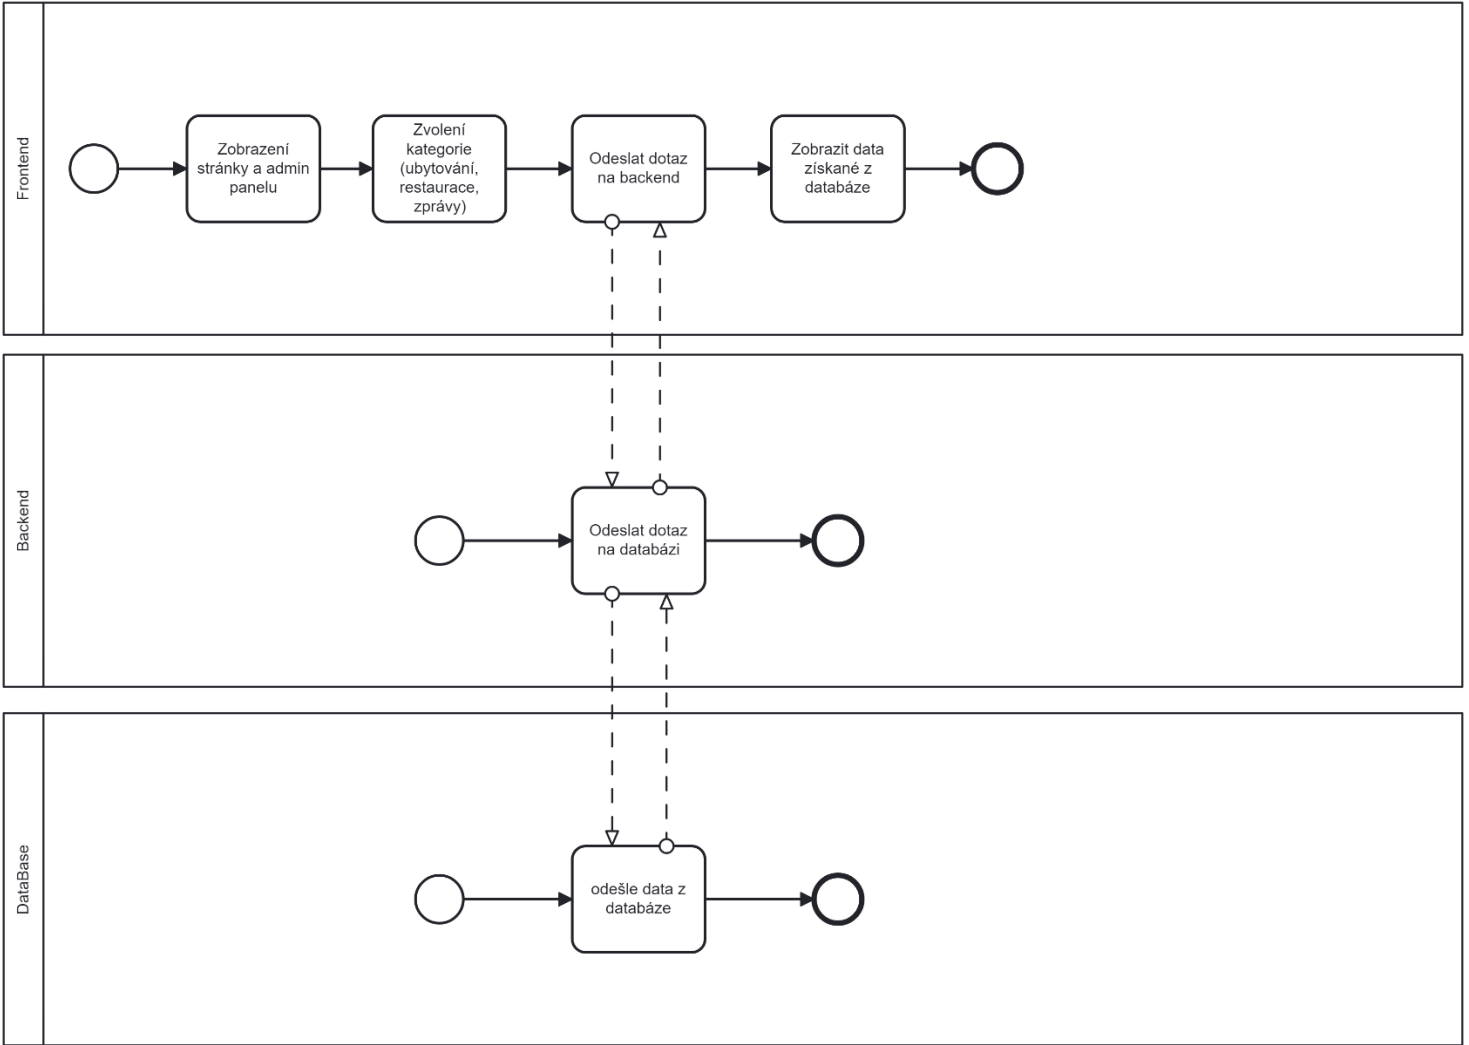 Frontend
Zobrazení
stránky a admin
panelu
Zvolení
kategorie
(ubytování,
restaurace,
zprávy)
Odeslat dotaz
na backend
Zobrazit data
získané z
databáze
Backend
Odeslat dotaz
na databázi
DataBase
odešle data z
databáze